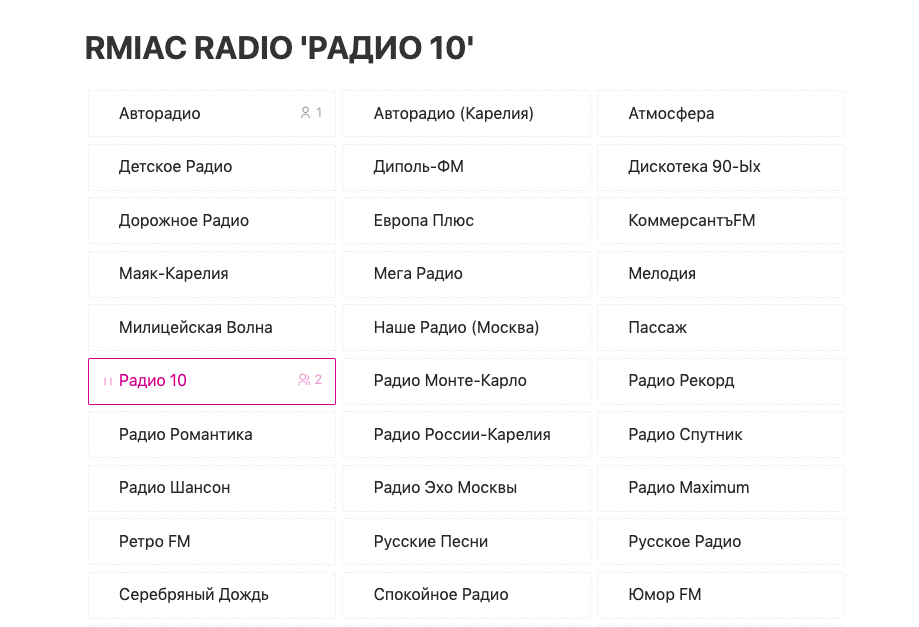 RMIAC RADIO 'РАДИО 10'
Авторадио 1 Авторадио (Карелия) Атмосфера
Детское Радио Диполь-ФМ Дискотека 90-Ых
Дорожное Радио Европа Плюс КоммерсантъFM
Маяк-Карелия Мега Радио Мелодия
Милицейская Волна Наше Радио (Москва) Пассаж
Радио 10 2 Радио Монте-Карло Радио Рекорд
Радио Романтика Радио России-Карелия Радио Спутник
Радио Шансон Радио Эхо Москвы Радио Maximum
Ретро FM Русские Песни Русское Радио
Серебряный Дождь Спокойное Радио Юмор FM